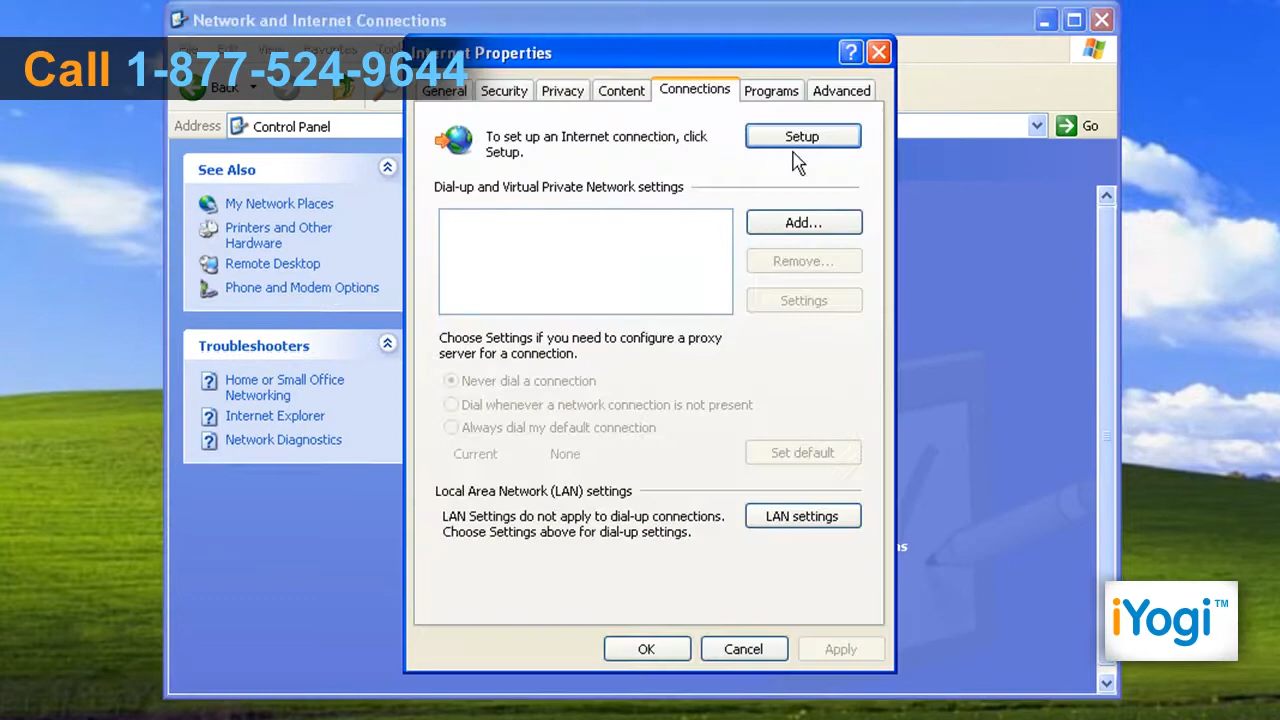 Network and Internet Connections
Call 1-877-524-9644
Internet Properties
Back
Address Control Panel
Go
General Security Privacy Content Connections Programs Advanced
To set up an Internet connection, click
Setup.
Setup
Dial-up and Virtual Private Network settings
Add...
Remove...
Settings
Choose Settings if you need to configure a proxy
server for a connection.
Never dial a connection
Dial whenever a network connection is not present
Always dial my default connection
Current None
Set default
Local Area Network (LAN) settings
LAN Settings do not apply to dial-up connections.
Choose Settings above for dial-up settings.
LAN settings
OK Cancel Apply
See Also
My Network Places
Printers and Other
Hardware
Remote Desktop
Phone and Modem Options
Troubleshooters
Home or Small Office
Networking
Internet Explorer
Network Diagnostics
iYogi™